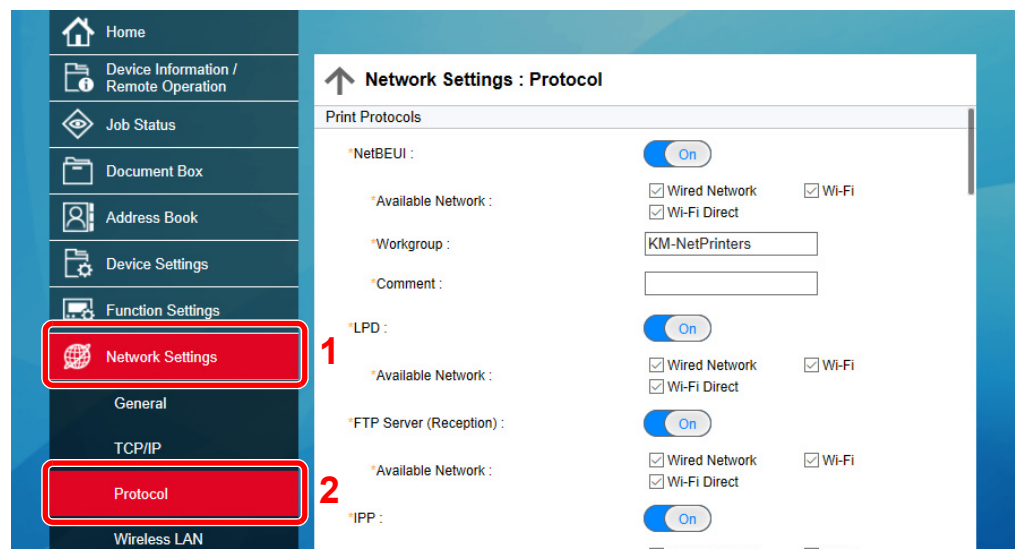 Home
Device Information /
Remote Operation
Job Status
Document Box
Address Book
Device Settings
Function Settings
Network Settings
1
General
TCP/IP
Protocol
2
Wireless LAN
Network Settings : Protocol
Print Protocols
*NetBEUI : On
*Available Network : Wired Network Wi-Fi
Wi-Fi Direct
*Workgroup : KM-NetPrinters
*Comment :
*LPD : On
*Available Network : Wired Network Wi-Fi
Wi-Fi Direct
*FTP Server (Reception) : On
*Available Network : Wired Network Wi-Fi
Wi-Fi Direct
*IPP : On